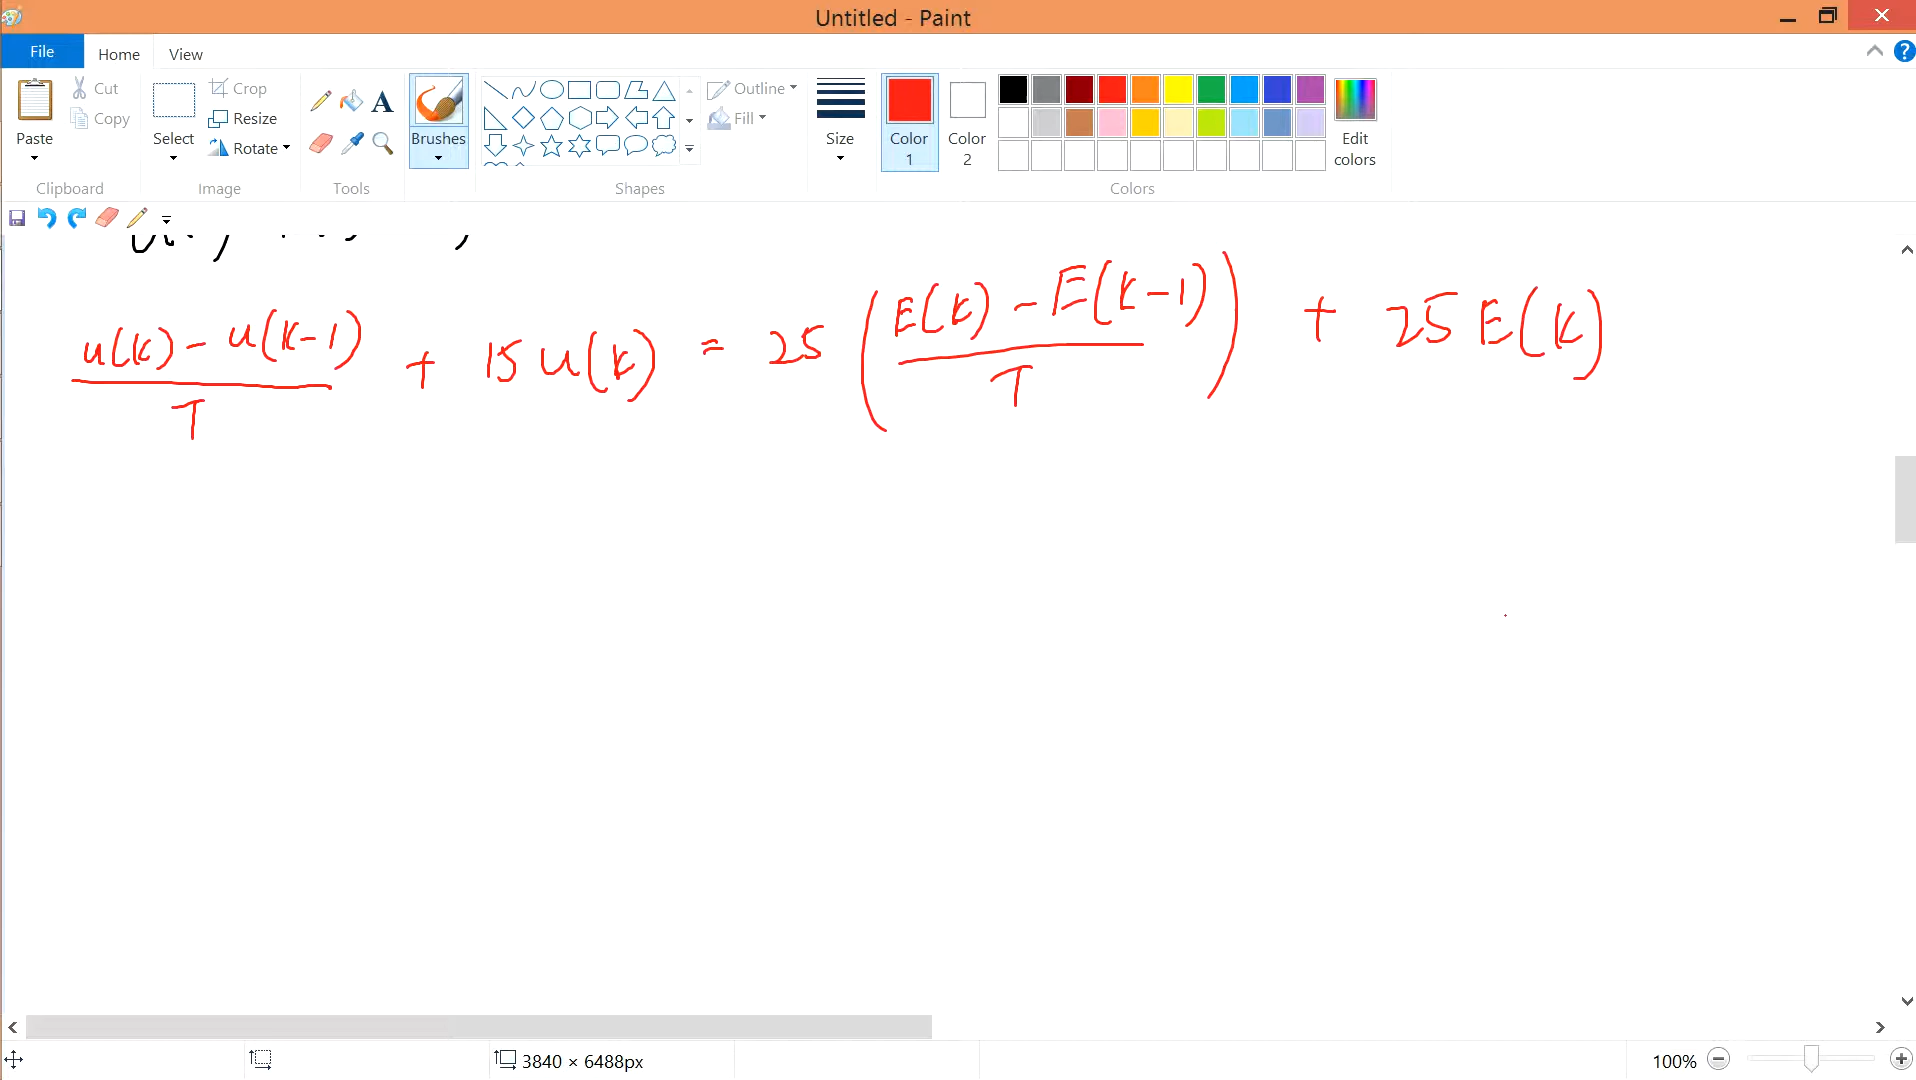 Untitled - Paint
File Home View
Paste Cut Copy Clipboard
Select Crop Resize Rotate Image
Tools
Brushes
Outline Fill Shapes
Size
Color 1 Color 2 Edit colors Colors
(u(k) - u(k-1))/T + 15 u(k) = 25 ((E(k) - E(k-1))/T) + 25 E(k)
3840 × 6488px 100%